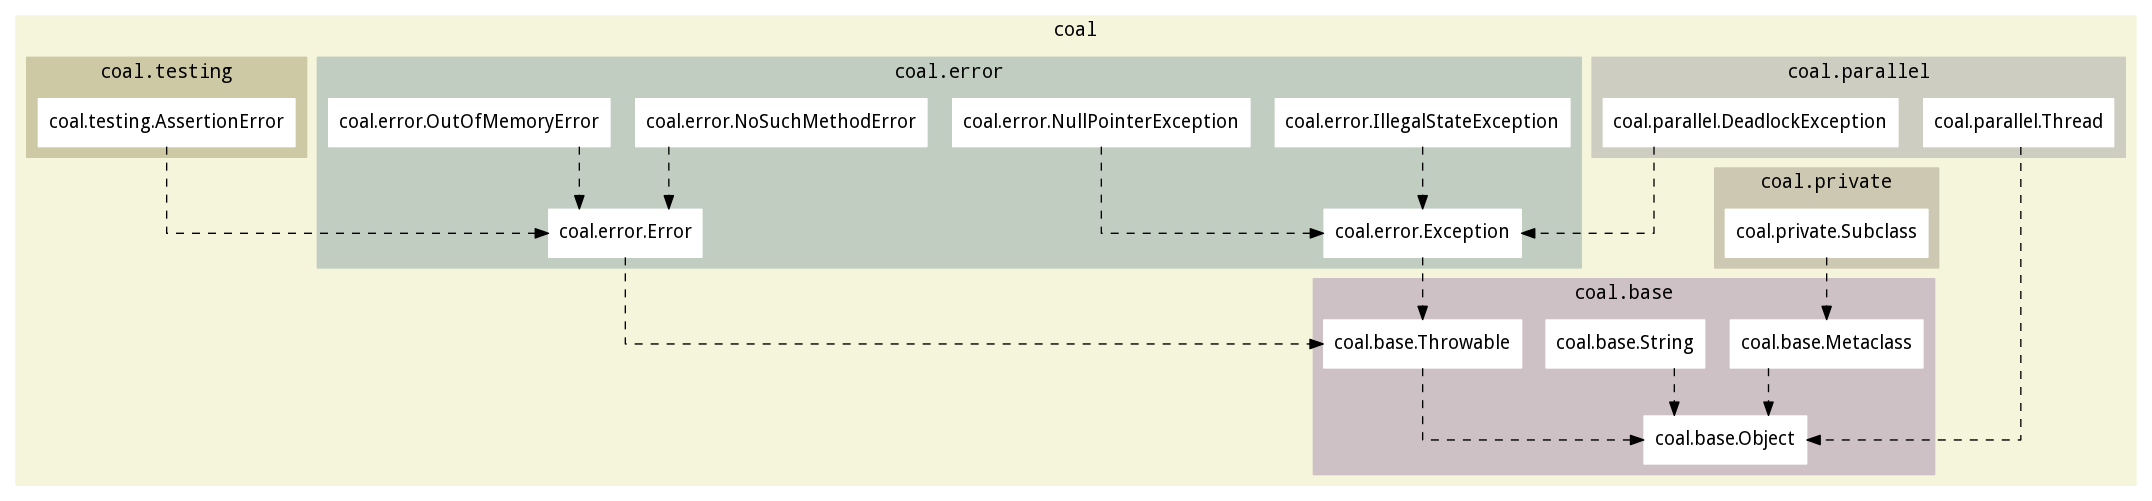 coal
coal.testing
coal.error
coal.parallel
coal.testing.AssertionError
coal.error.OutOfMemoryError
coal.error.NoSuchMethodError
coal.error.NullPointerException
coal.error.IllegalStateException
coal.parallel.DeadlockException
coal.parallel.Thread
coal.private
coal.error.Error
coal.error.Exception
coal.private.Subclass
coal.base
coal.base.Throwable
coal.base.String
coal.base.Metaclass
coal.base.Object